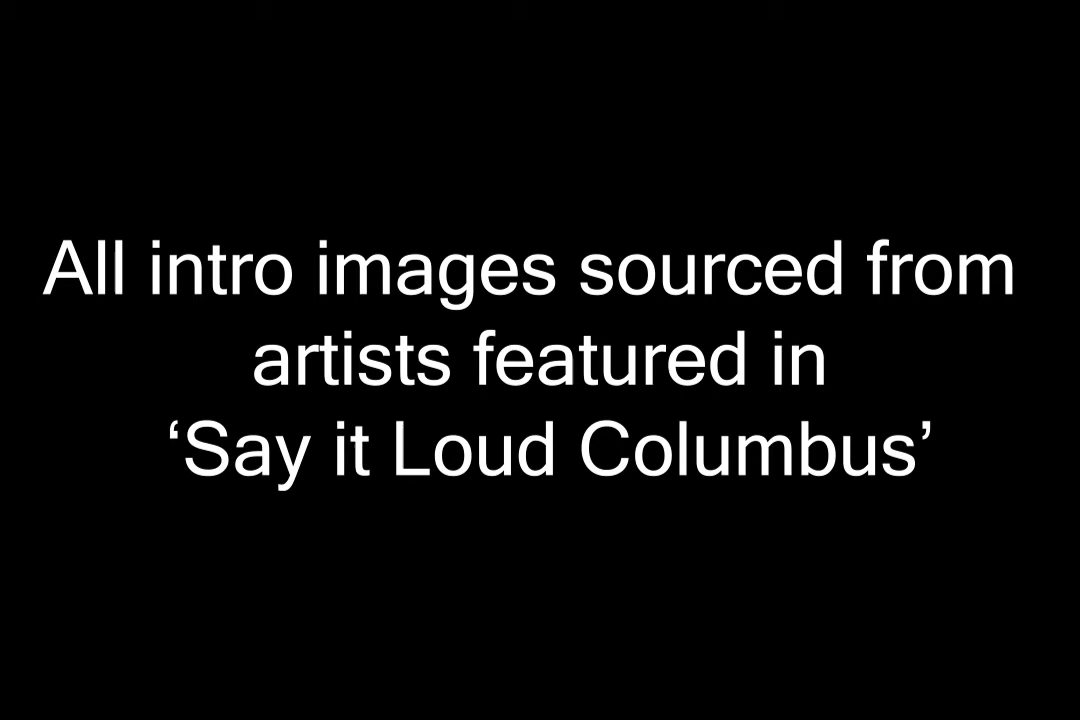 All intro images sourced from
artists featured in
‘Say it Loud Columbus’